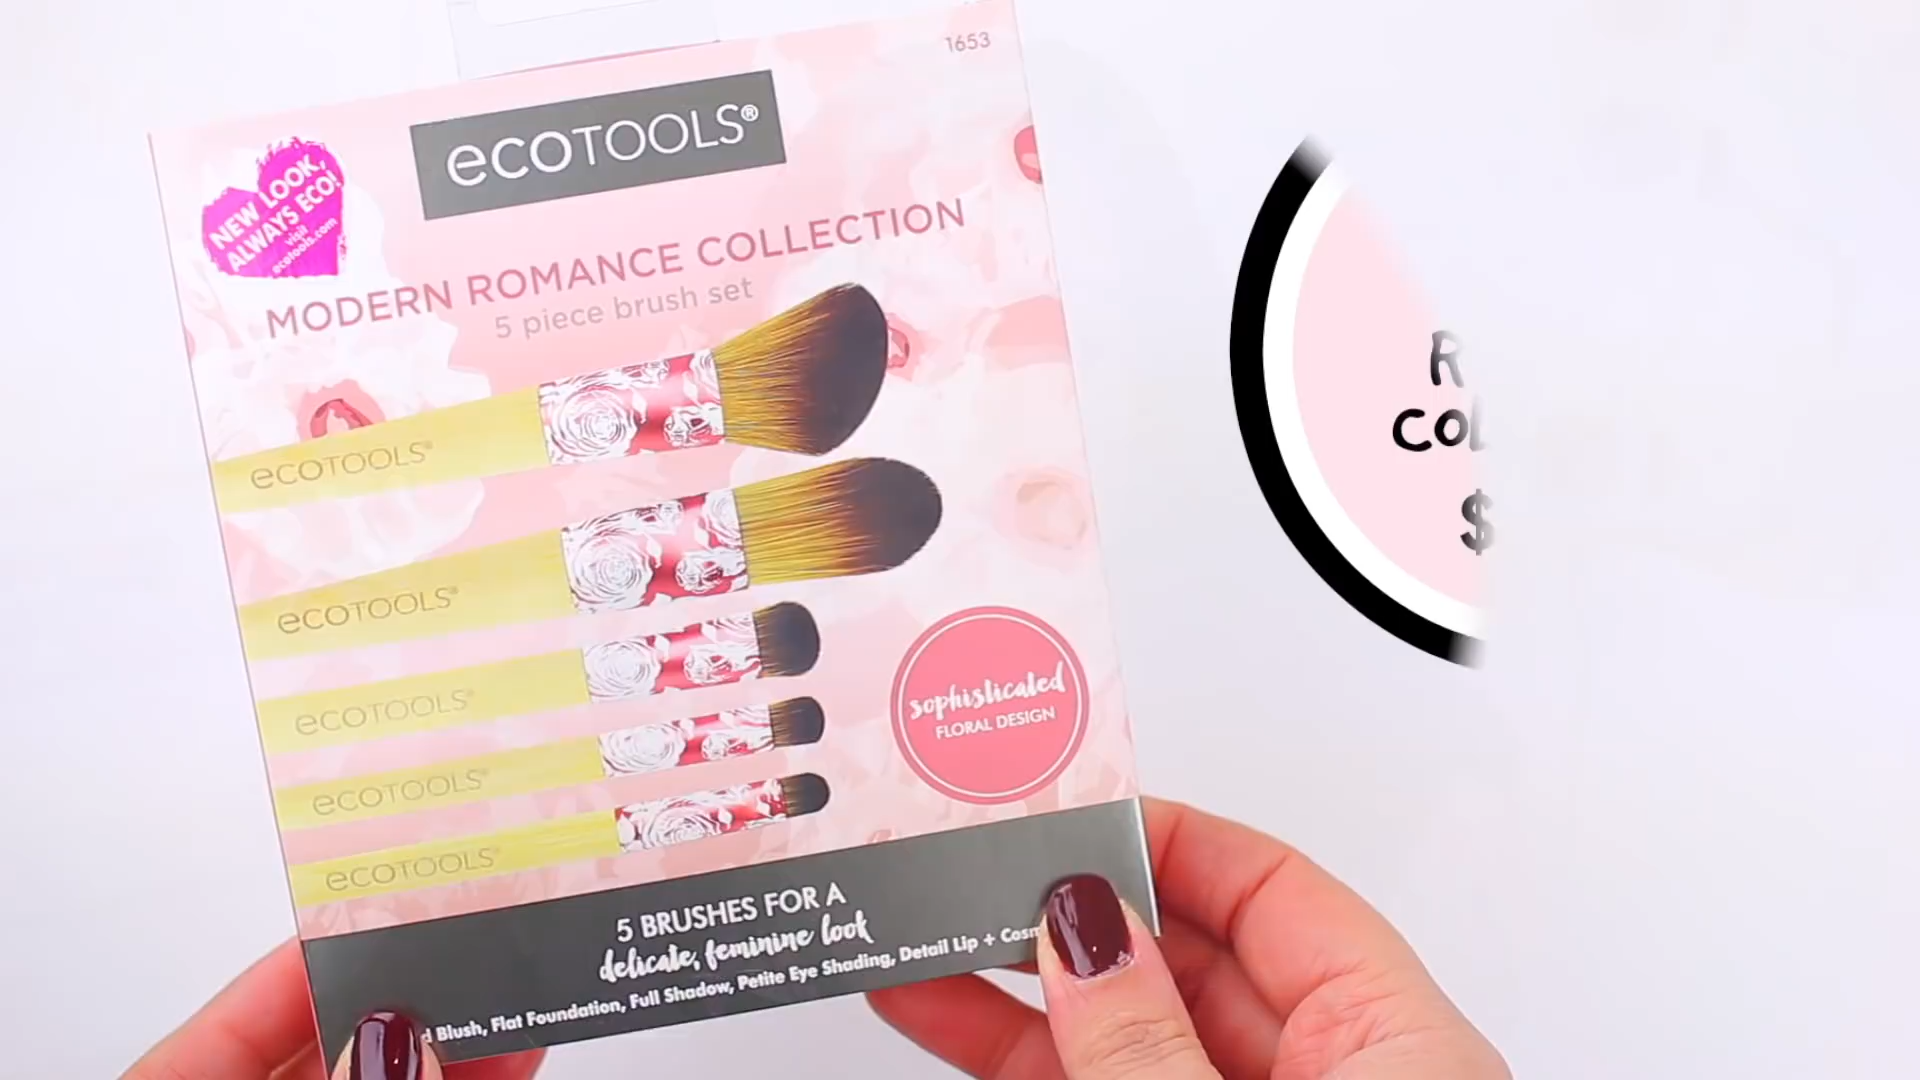 1653
ecoTOOLS®
NEW LOOK,
ALWAYS ECO!
visit
ecotools.com
MODERN ROMANCE COLLECTION
5 piece brush set
ecoTOOLS®
ecoTOOLS®
ecoTOOLS®
ecoTOOLS®
ecoTOOLS®
sophisticated
FLORAL DESIGN
5 BRUSHES FOR A
delicate, feminine look
Blush, Flat Foundation, Full Shadow, Petite Eye Shading, Detail Lip +
$